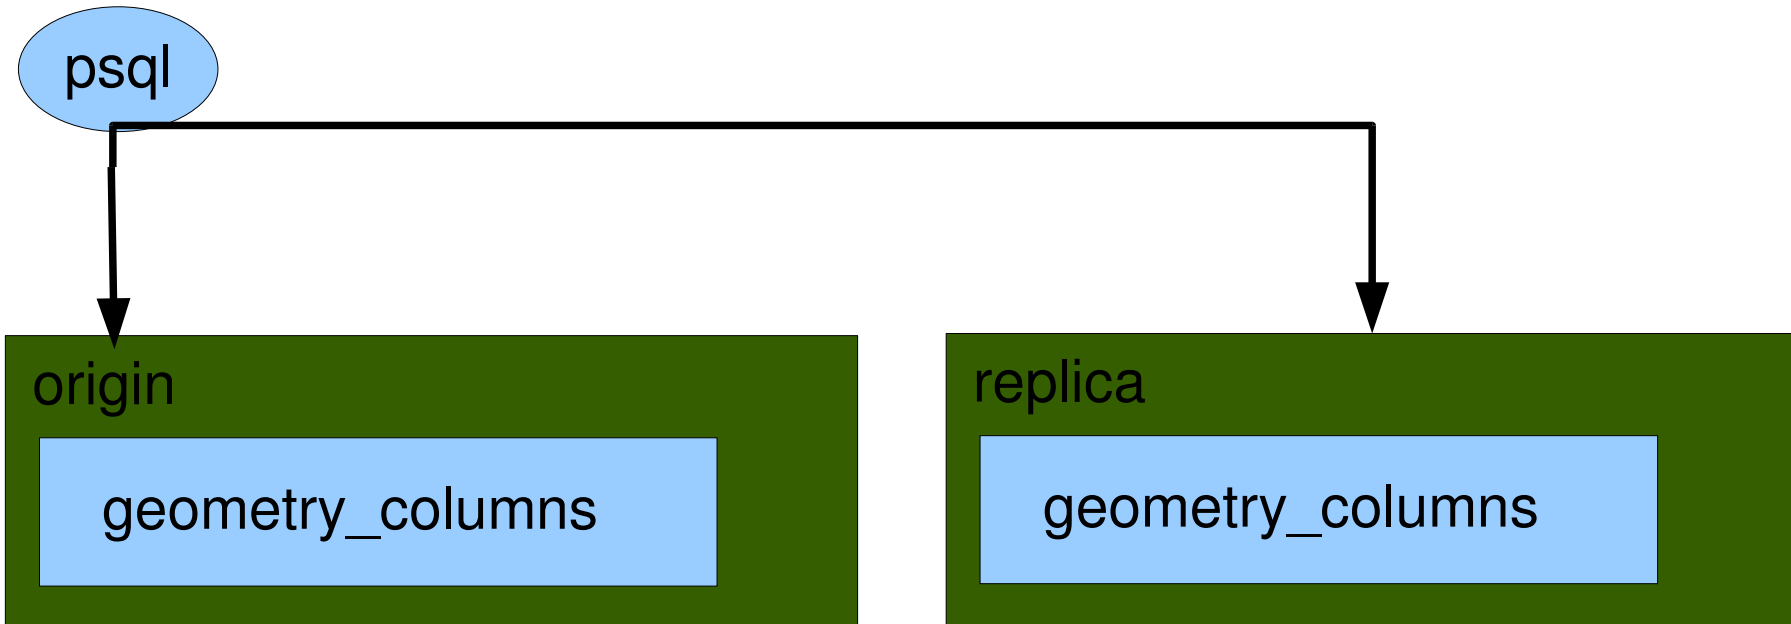 psql
origin
replica
geometry_columns
geometry_columns